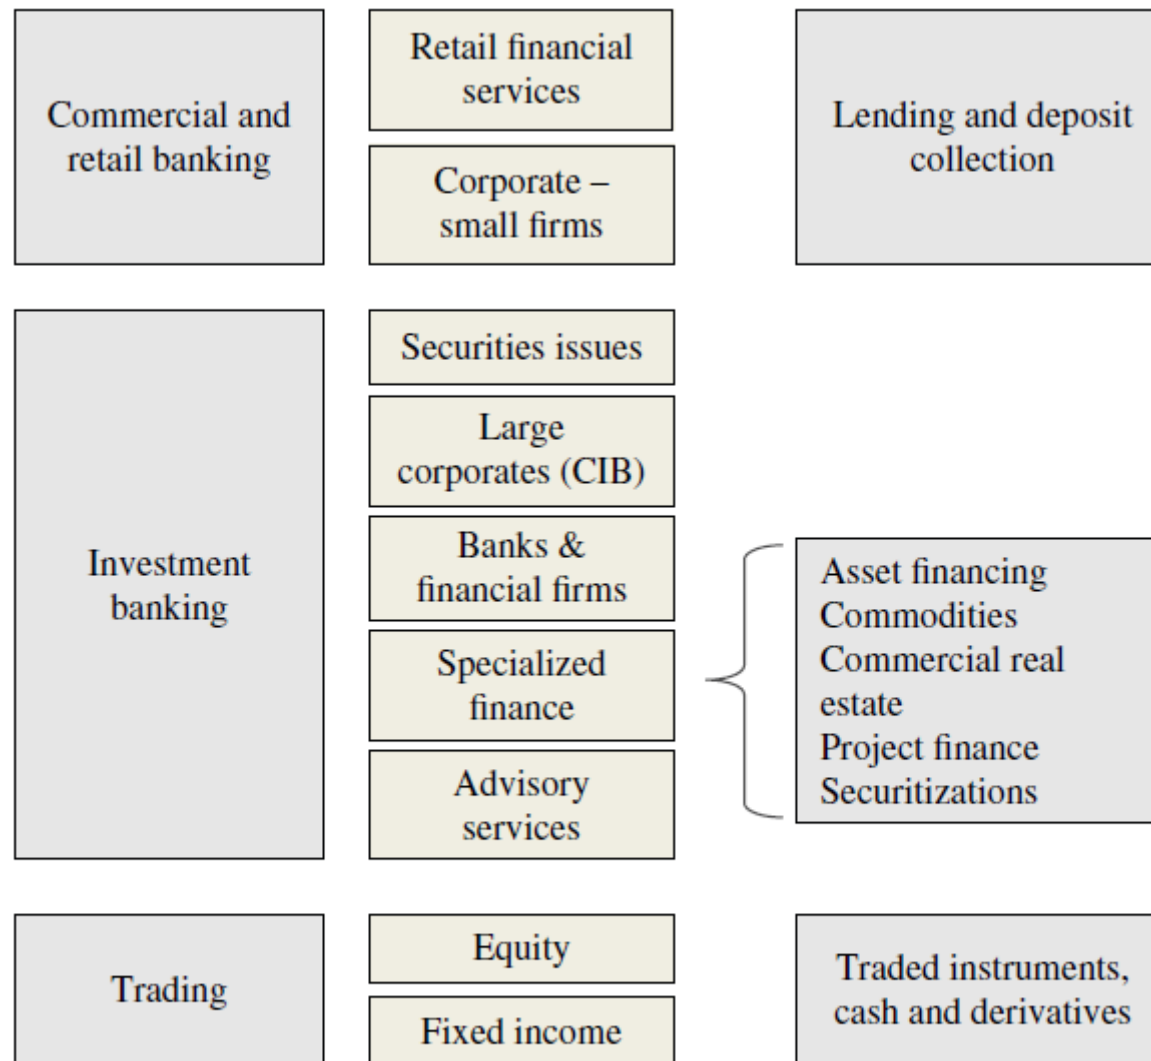 Commercial and
retail banking
Retail financial
services
Corporate –
small firms
Lending and deposit
collection
Investment
banking
Securities issues
Large
corporates (CIB)
Banks &
financial firms
Specialized
finance
Advisory
services
Asset financing
Commodities
Commercial real
estate
Project finance
Securitizations
Trading
Equity
Fixed income
Traded instruments,
cash and derivatives